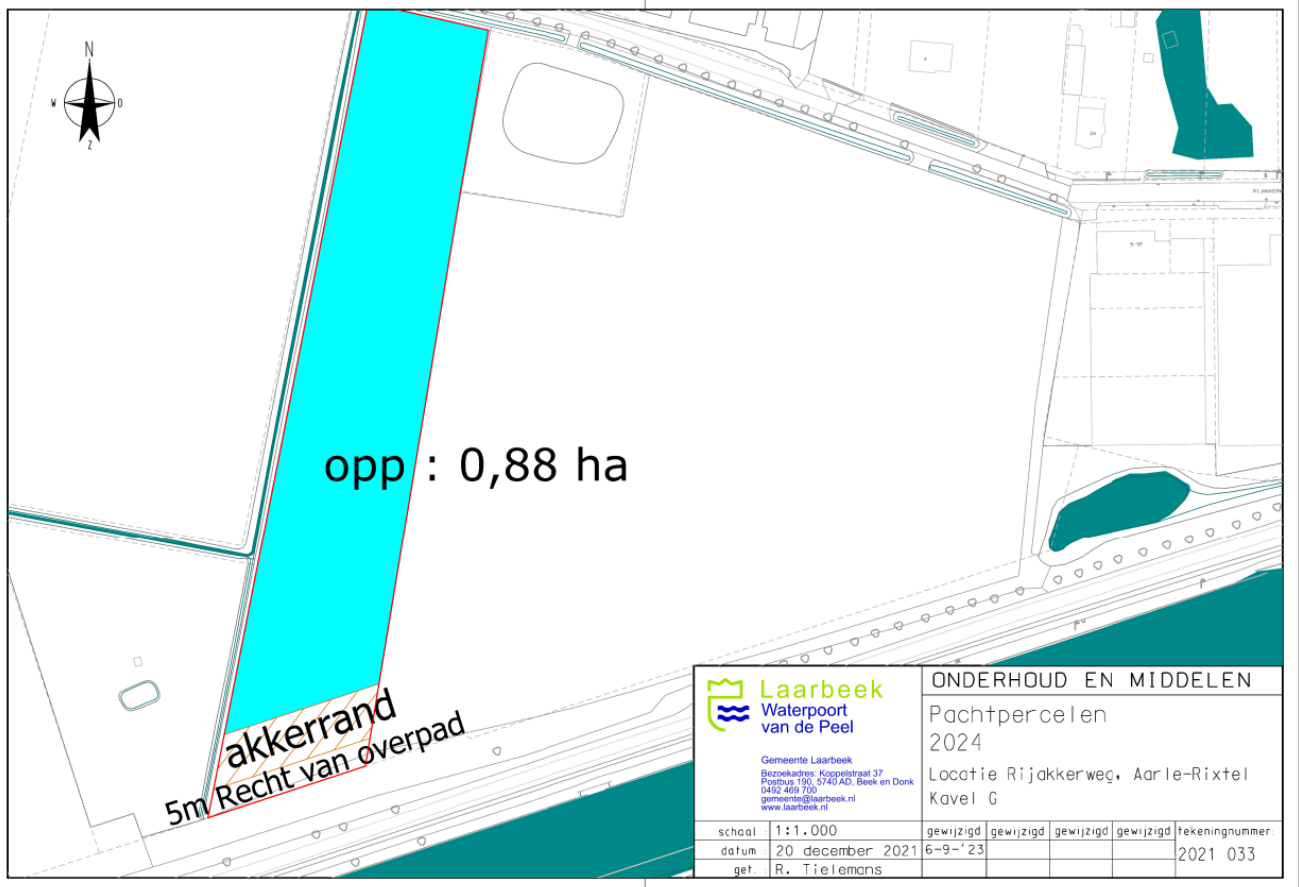 N
W
O
Z
2A
5-9F
opp : 0,88 ha
akkerrand
5m Recht van overpad
Laarbeek
Waterpoort
van de Peel
Gemeente Laarbeek
Bezoekadres: Koppelstraat 37
Postbus 190, 5740 AD, Beek en Donk
0492 469 700
gemeente@laarbeek.nl
www.laarbeek.nl
ONDERHOUD EN MIDDELEN
Pachtpercelen
2024
Locatie Rijakkerweg, Aarle-Rixtel
Kavel G
schaal : 1:1.000
datum : 20 december 2021
get. : R. Tielemans
gewijzigd gewijzigd gewijzigd gewijzigd tekeningnummer:
6-9-'23
2021 033